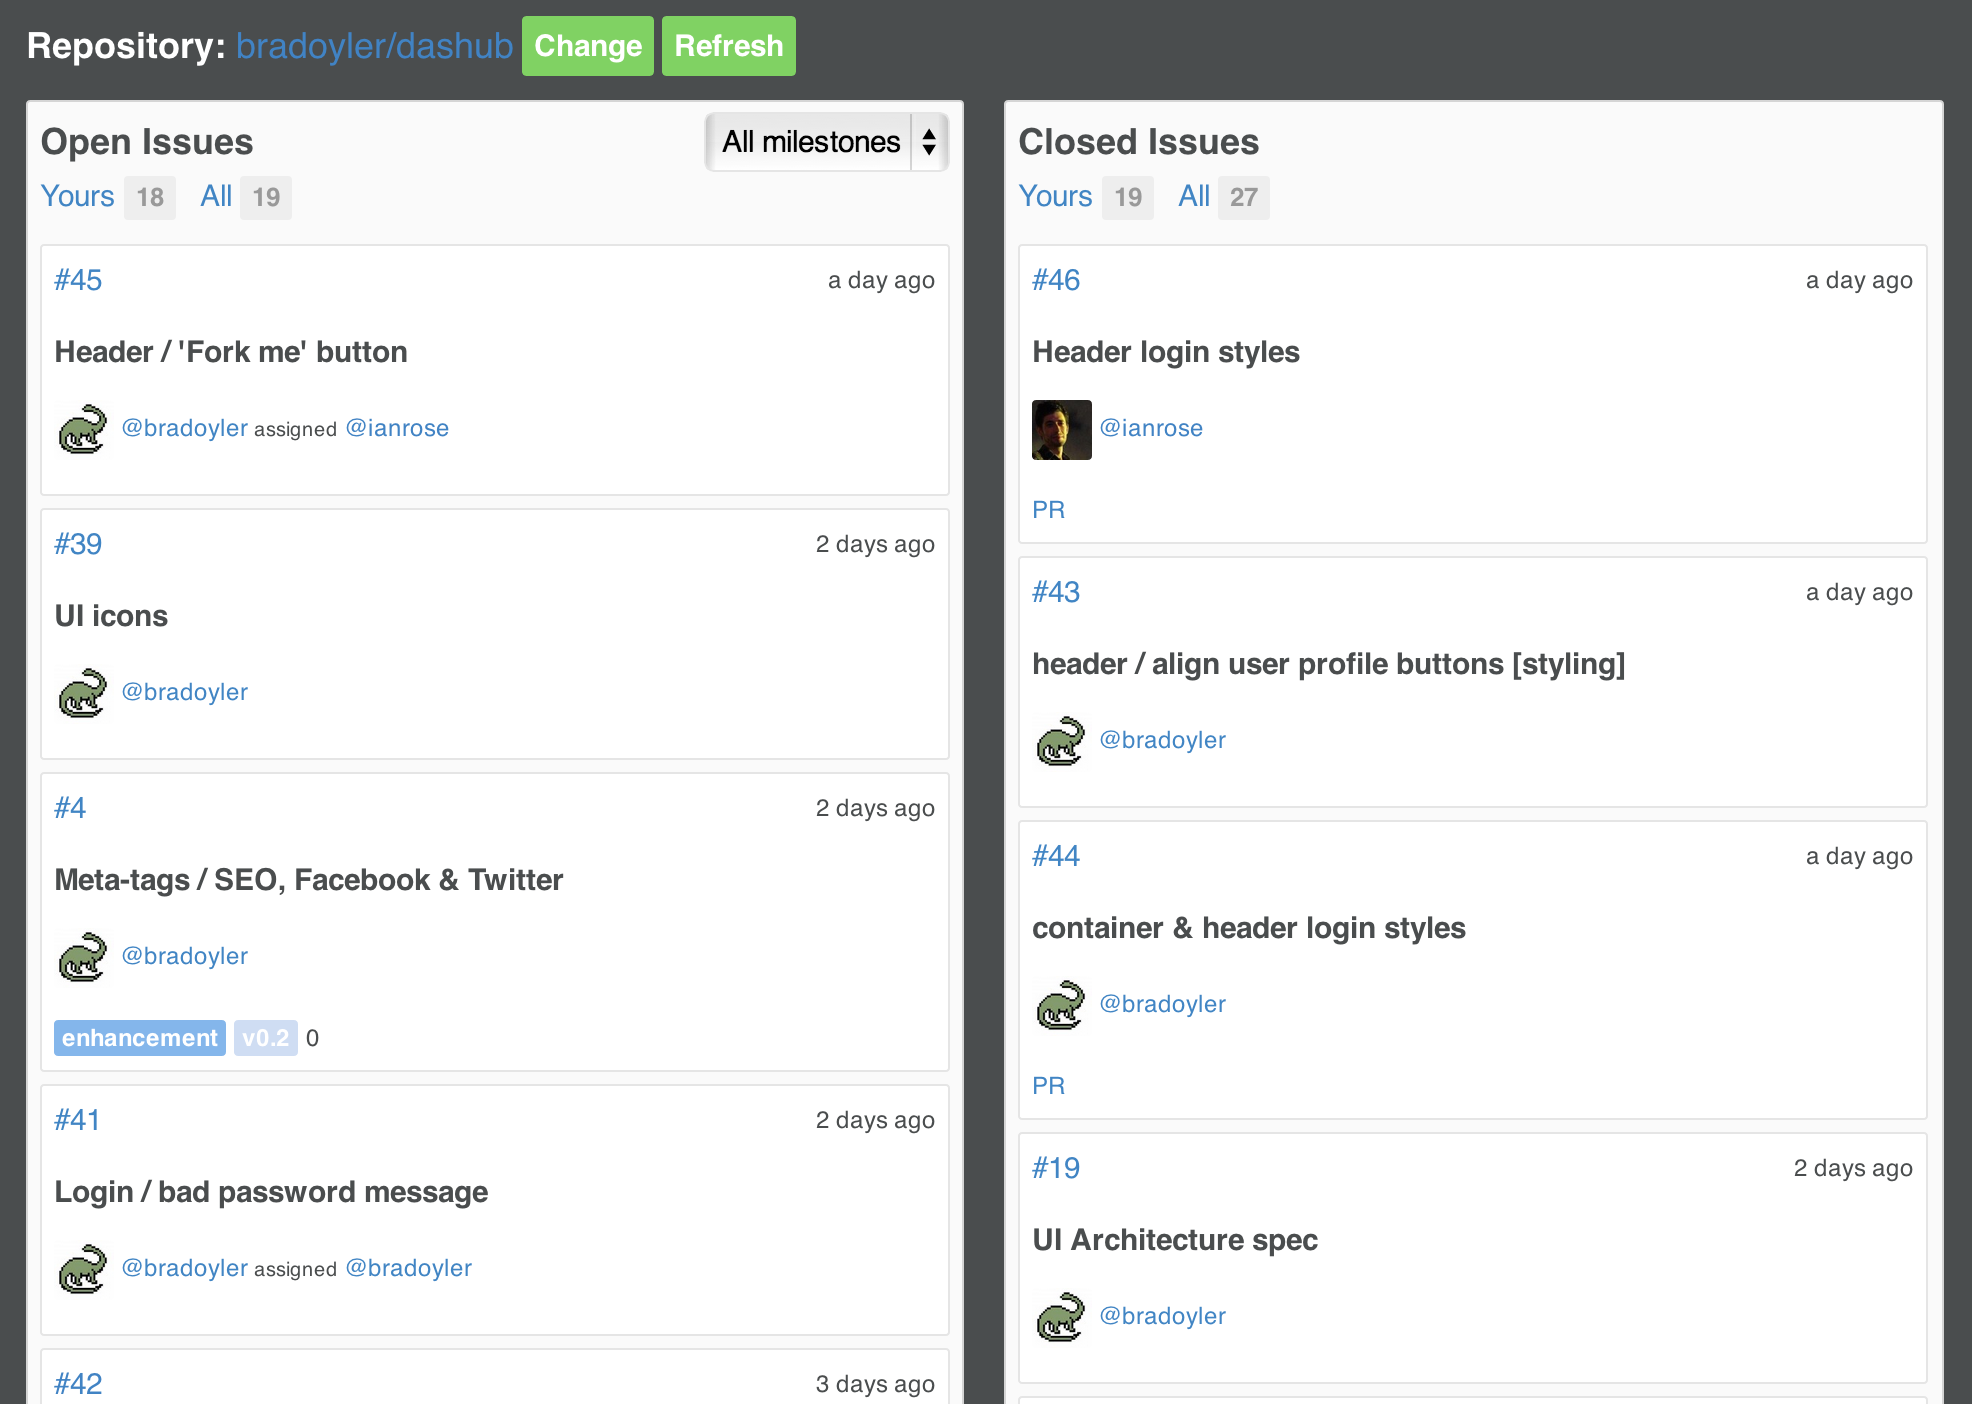 Repository: bradoyler/dashub Change Refresh
Open Issues All milestones
Yours 18 All 19
#45 a day ago
Header / 'Fork me' button
@bradoyler assigned @ianrose
#39 2 days ago
UI icons
@bradoyler
#4 2 days ago
Meta-tags / SEO, Facebook & Twitter
@bradoyler
enhancement v0.2 0
#41 2 days ago
Login / bad password message
@bradoyler assigned @bradoyler
#42 3 days ago
Closed Issues
Yours 19 All 27
#46 a day ago
Header login styles
@ianrose
PR
#43 a day ago
header / align user profile buttons [styling]
@bradoyler
#44 a day ago
container & header login styles
@bradoyler
PR
#19 2 days ago
UI Architecture spec
@bradoyler